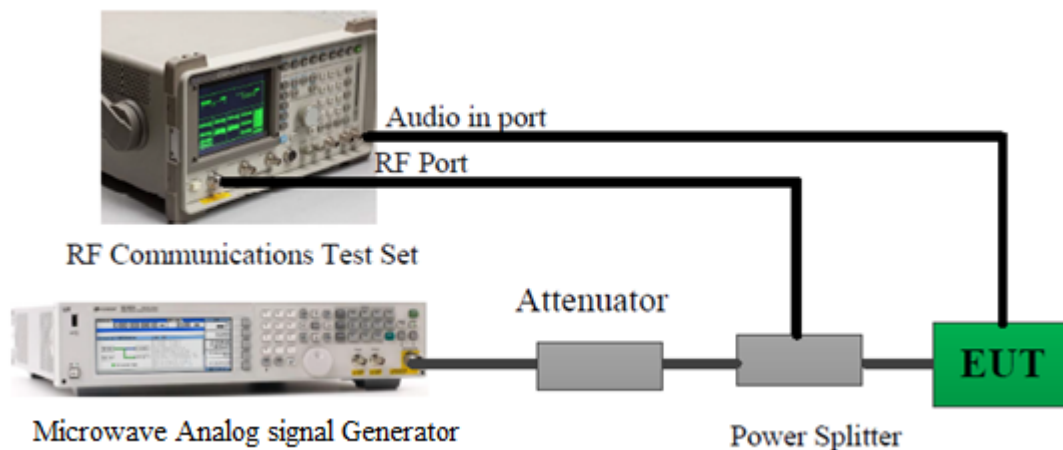 Audio in port
RF Port
RF Communications Test Set
Attenuator
EUT
Microwave Analog signal Generator
Power Splitter